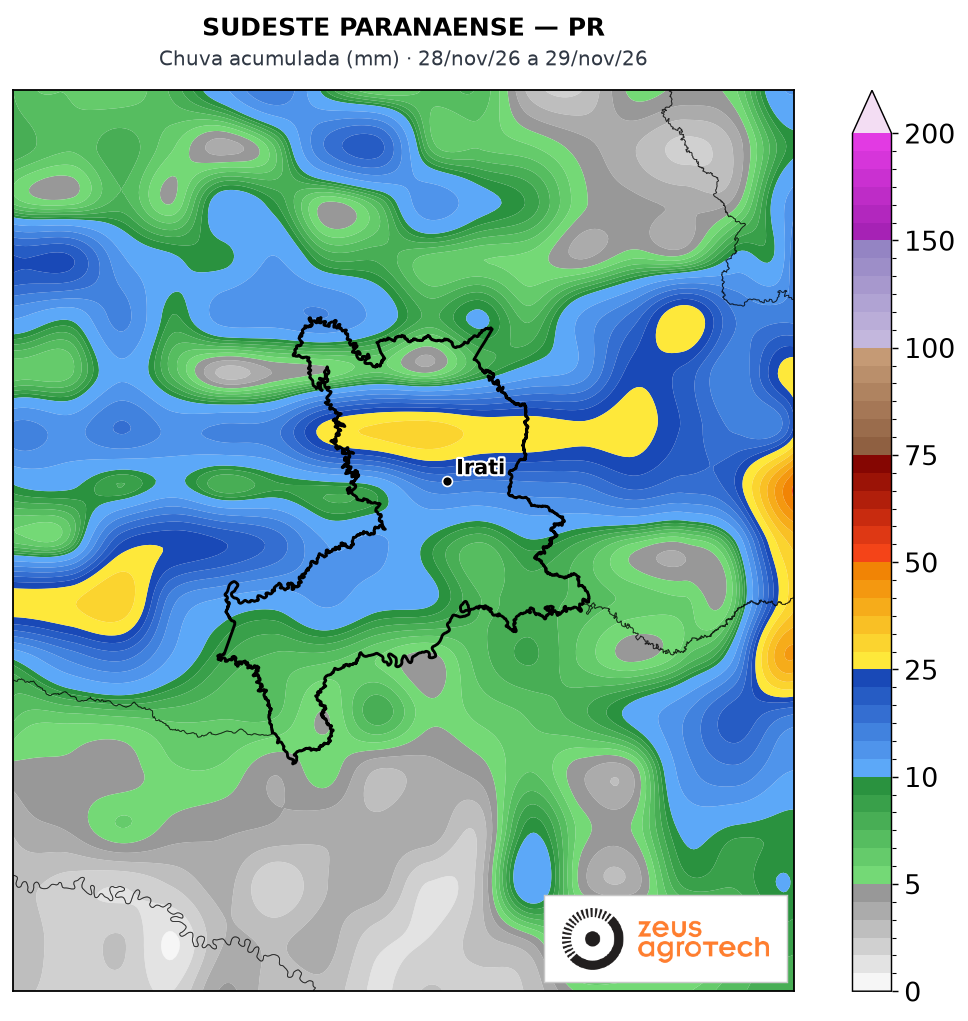 SUDESTE PARANAENSE — PR
Chuva acumulada (mm) · 28/nov/26 a 29/nov/26
200
150
100
75
50
25
10
5
0
Irati
zeus
agrotech